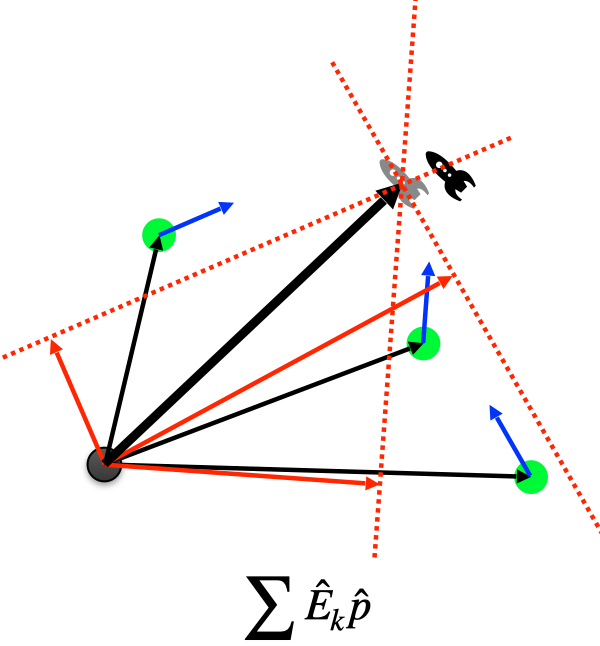 ∑ Ê_k p̂